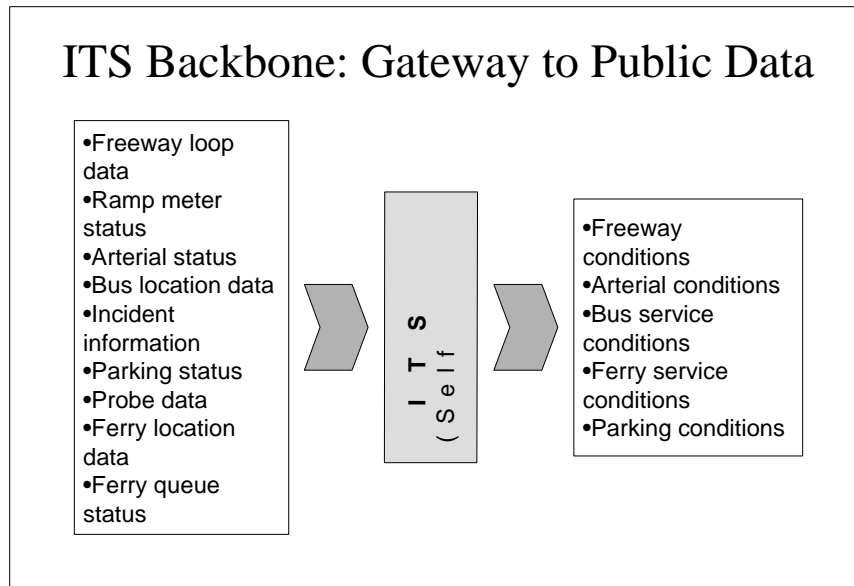 ITS Backbone: Gateway to Public Data
•Freeway loop
data
•Ramp meter
status
•Arterial status
•Bus location data
•Incident
information
•Parking status
•Probe data
•Ferry location
data
•Ferry queue
status
I T S
(Self
•Freeway
conditions
•Arterial conditions
•Bus service
conditions
•Ferry service
conditions
•Parking conditions